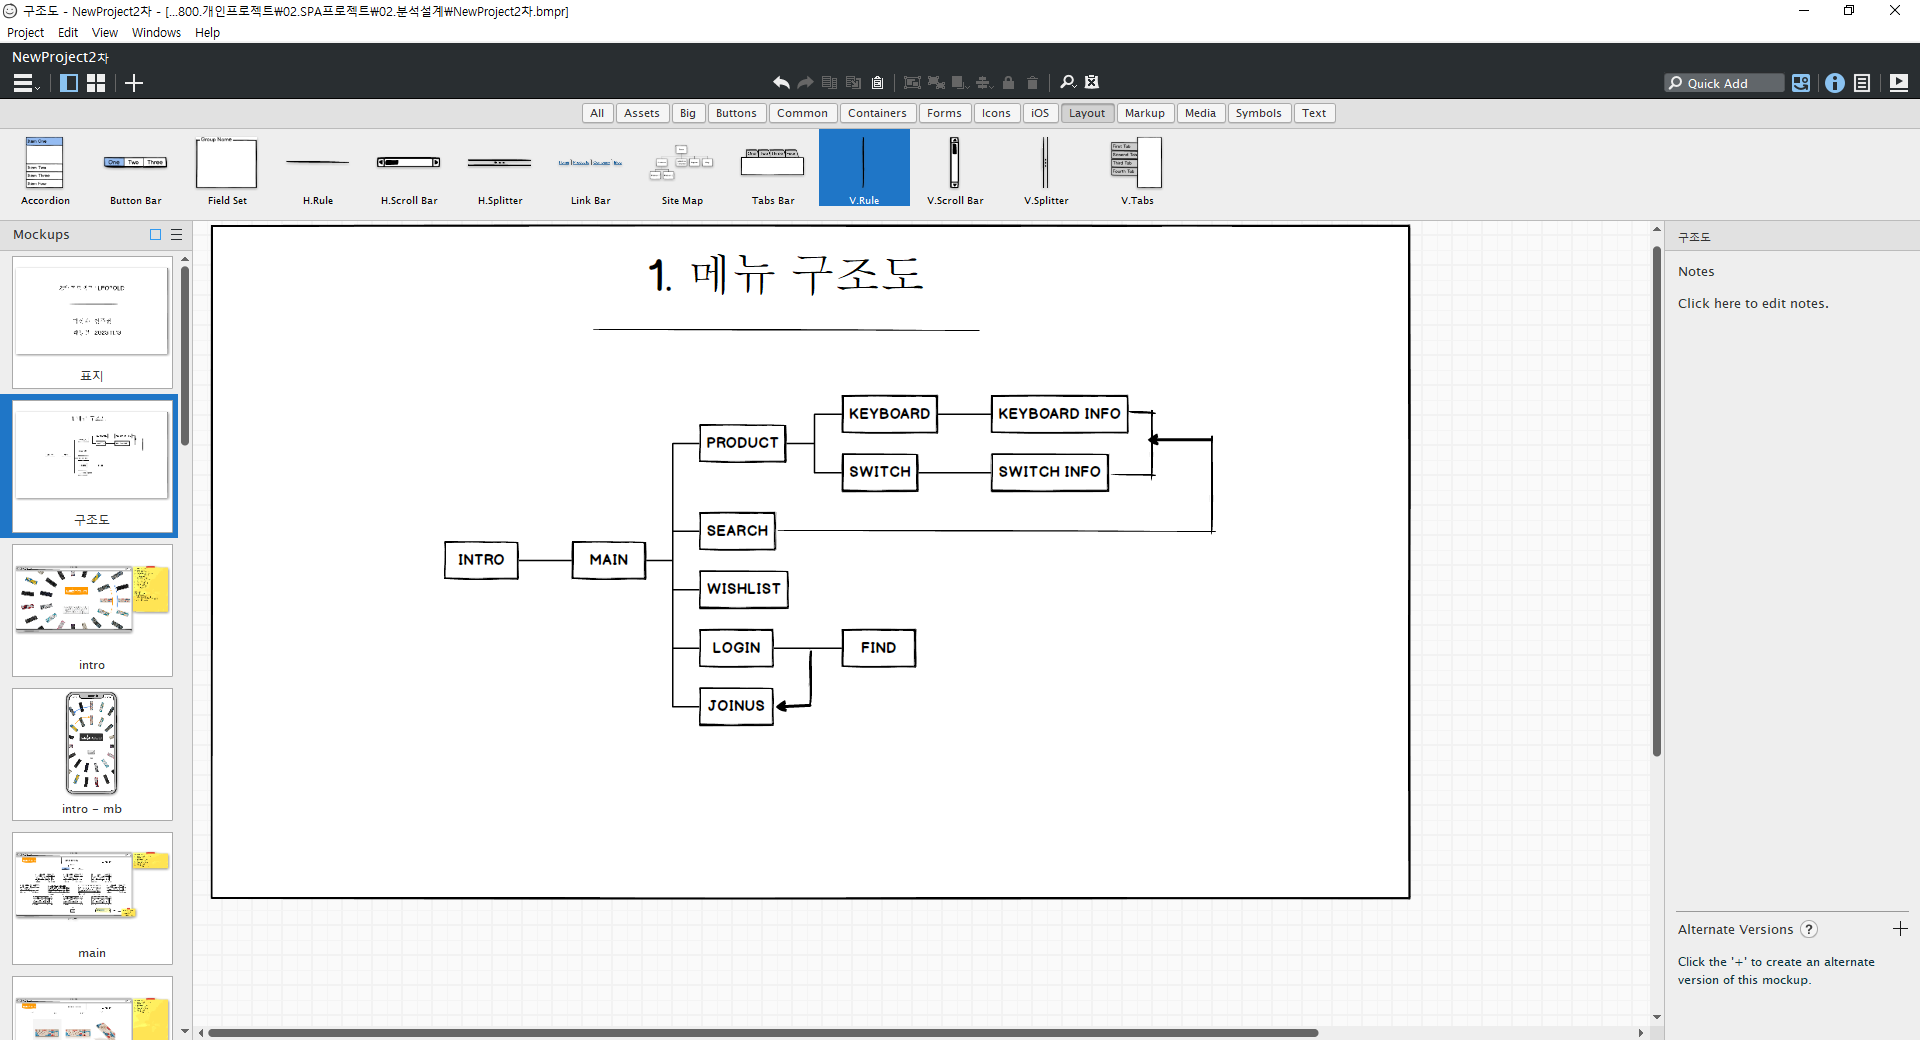 구조도 - NewProject2차 - [...800.개인프로젝트₩02.SPA프로젝트₩02.분석설계₩NewProject2차.bmpr]
Project Edit View Windows Help
NewProject2차
Quick Add
All Assets Big Buttons Common Containers Forms Icons iOS Layout Markup Media Symbols Text
Accordion Button Bar Field Set H.Rule H.Scroll Bar H.Splitter Link Bar Site Map Tabs Bar V.Rule V.Scroll Bar V.Splitter V.Tabs
Mockups
표지
구조도
intro
intro - mb
main
1. 메뉴 구조도
KEYBOARD KEYBOARD INFO
PRODUCT
SWITCH SWITCH INFO
SEARCH
INTRO MAIN
WISHLIST
LOGIN FIND
JOINUS
구조도
Notes
Click here to edit notes.
Alternate Versions ?
Click the '+' to create an alternate
version of this mockup.